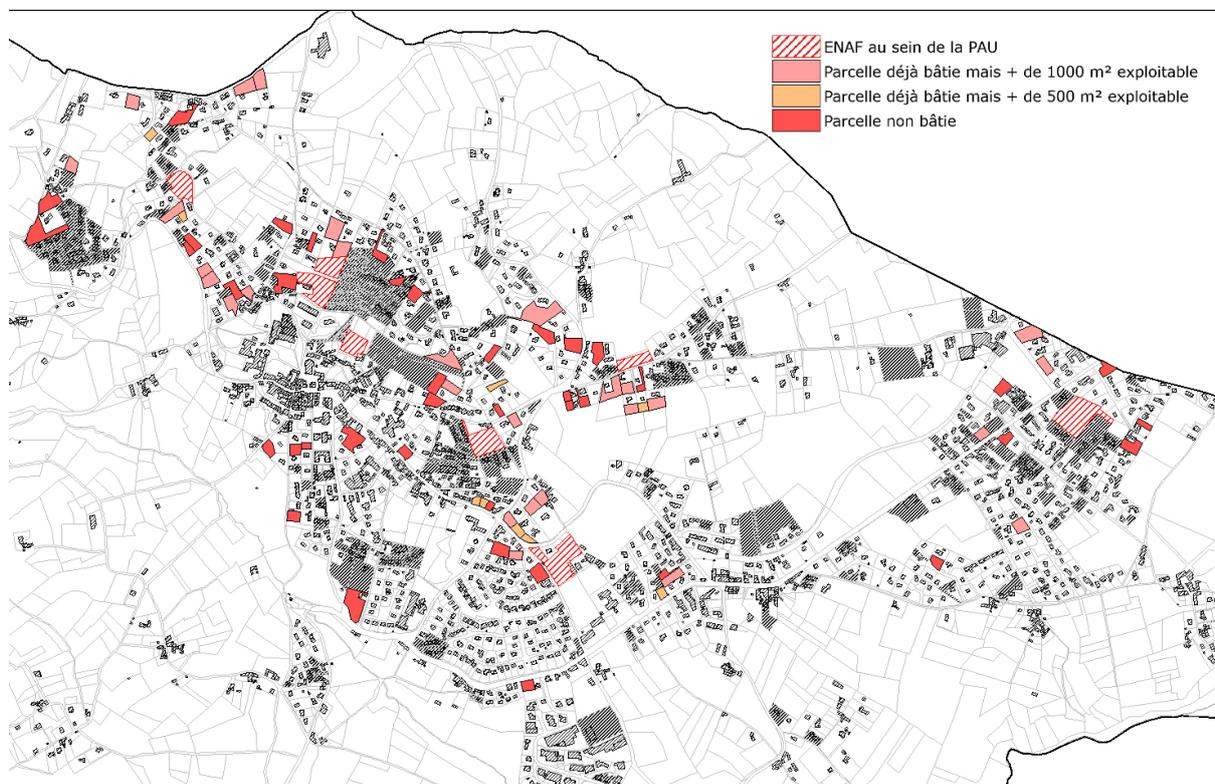 ENAF au sein de la PAU
Parcelle déjà bâtie mais + de 1000 m² exploitable
Parcelle déjà bâtie mais + de 500 m² exploitable
Parcelle non bâtie